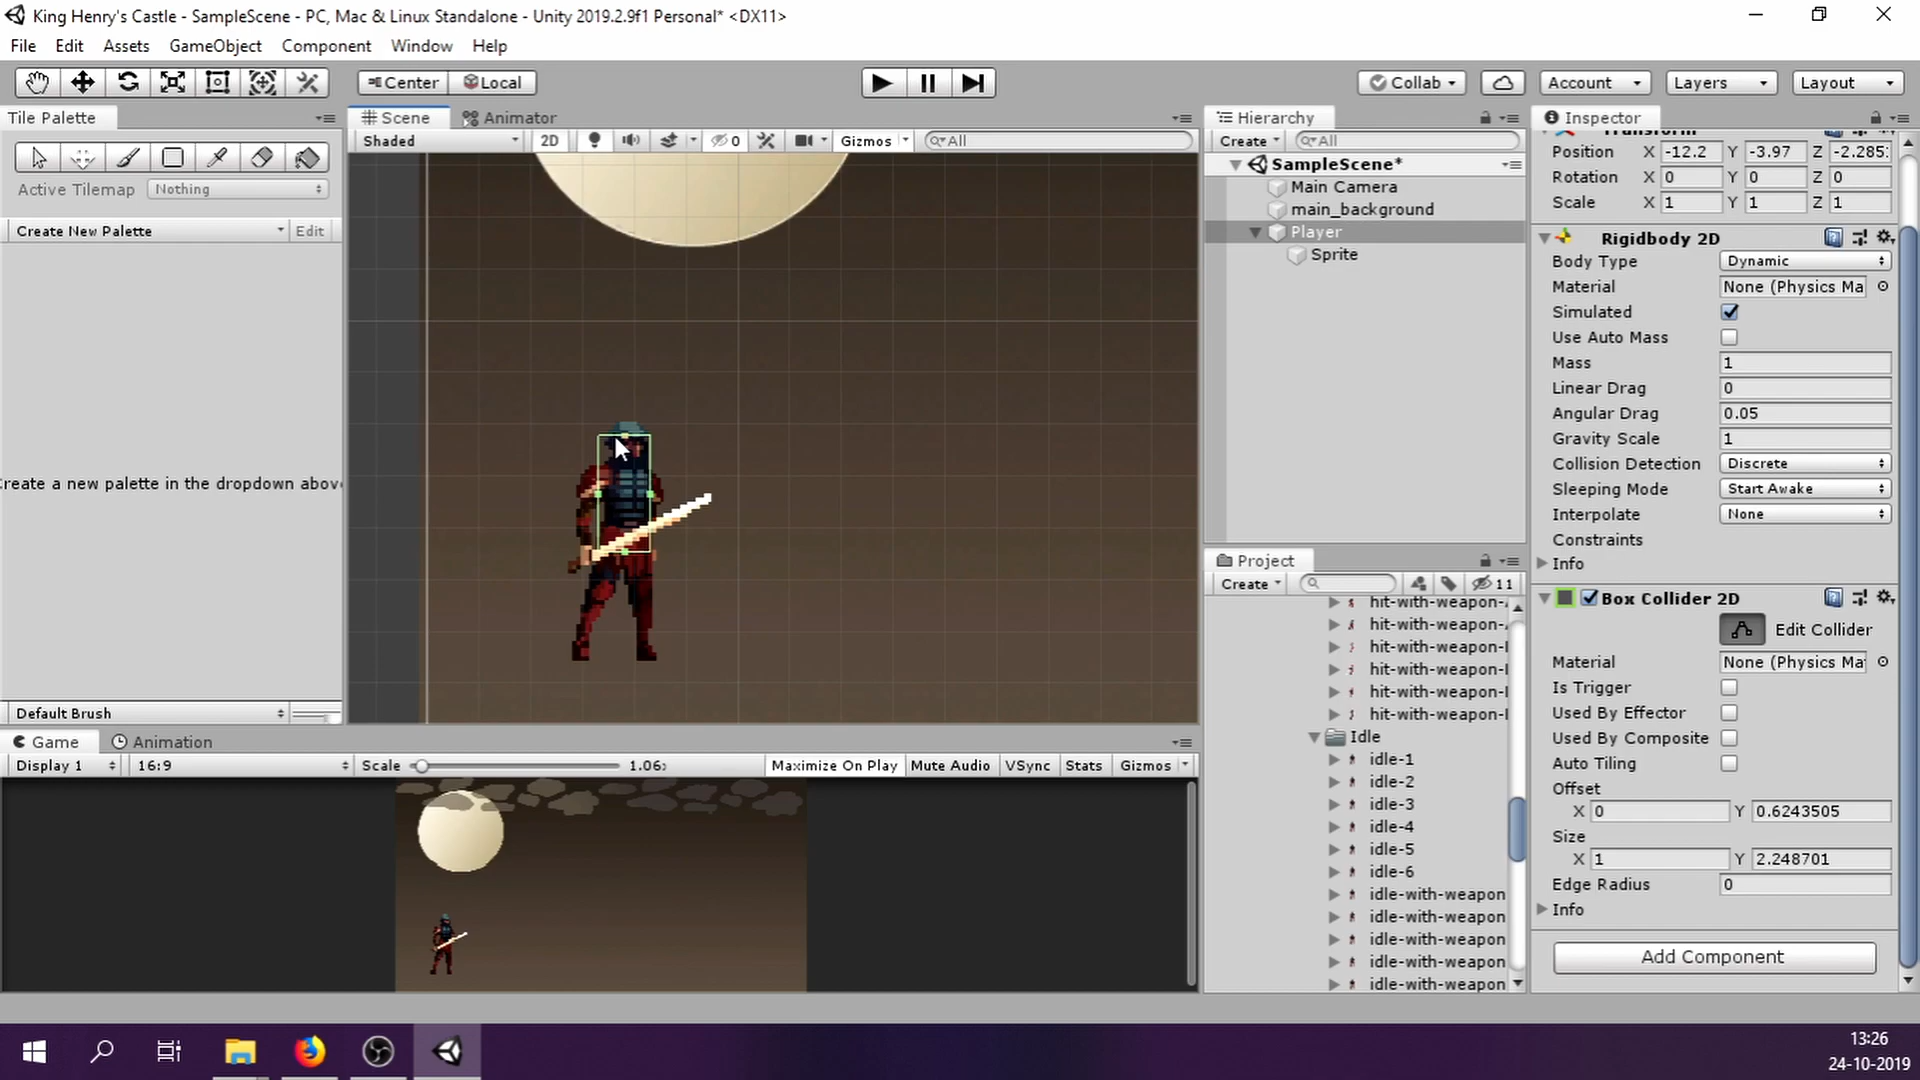 King Henry's Castle - SampleScene - PC, Mac & Linux Standalone - Unity 2019.2.9f1 Personal* <DX11>
File Edit Assets GameObject Component Window Help
Center Local Collab Account Layers Layout
Tile Palette
Active Tilemap Nothing
Create New Palette Edit
reate a new palette in the dropdown above
Default Brush
Scene Animator
Shaded 2D 0 Gizmos All
Hierarchy
Create All
SampleScene*
Main Camera
main_background
Player
Sprite
Project
Create 11
hit-with-weapon-
hit-with-weapon-
hit-with-weapon-
hit-with-weapon-
hit-with-weapon-
hit-with-weapon-
Idle
idle-1
idle-2
idle-3
idle-4
idle-5
idle-6
idle-with-weapon
idle-with-weapon
idle-with-weapon
idle-with-weapon
idle-with-weapon
Inspector
Transform
Position X -12.2 Y -3.97 Z -2.285
Rotation X 0 Y 0 Z 0
Scale X 1 Y 1 Z 1
Rigidbody 2D
Body Type Dynamic
Material None (Physics Ma
Simulated
Use Auto Mass
Mass 1
Linear Drag 0
Angular Drag 0.05
Gravity Scale 1
Collision Detection Discrete
Sleeping Mode Start Awake
Interpolate None
Constraints
Info
Box Collider 2D
Edit Collider
Material None (Physics Ma
Is Trigger
Used By Effector
Used By Composite
Auto Tiling
Offset
X 0 Y 0.6243505
Size
X 1 Y 2.248701
Edge Radius 0
Info
Add Component
Game Animation
Display 1 16:9 Scale 1.06 Maximize On Play Mute Audio VSync Stats Gizmos
13:26
24-10-2019